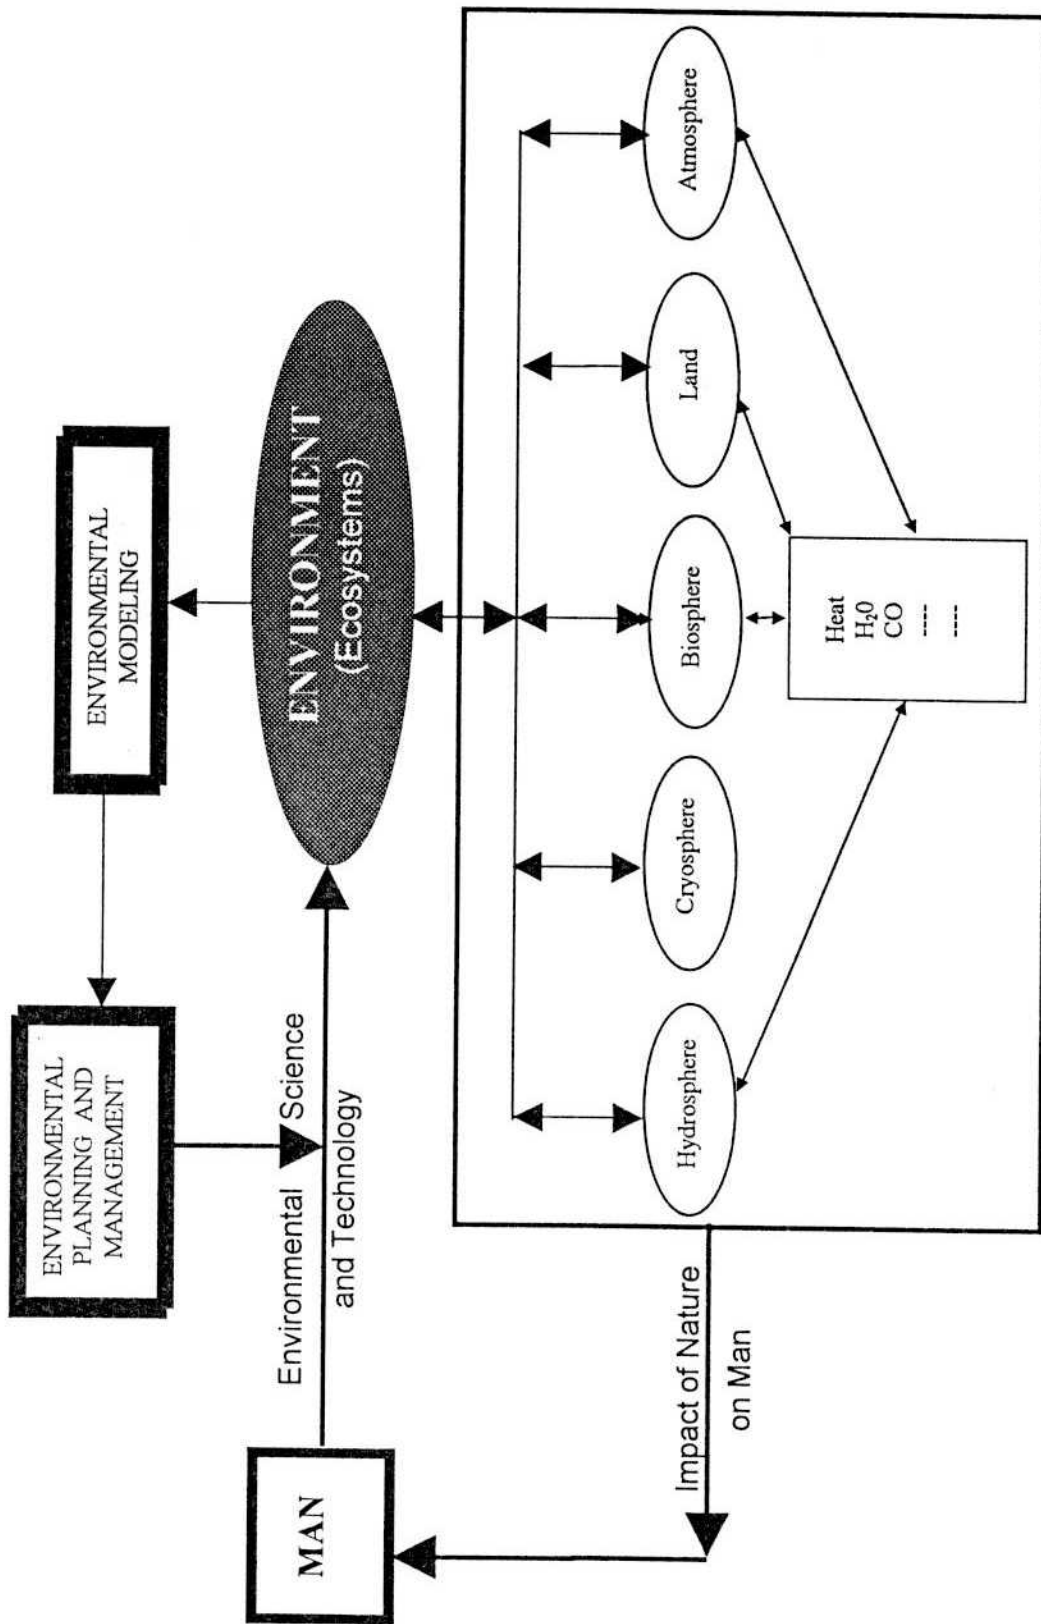 ENVIRONMENTAL
PLANNING AND
MANAGEMENT
ENVIRONMENTAL
MODELING
MAN
Environmental Science
and Technology
ENVIRONMENT
(Ecosystems)
Impact of Nature
on Man
Hydrosphere
Cryosphere
Biosphere
Land
Atmosphere
Heat
H₂0
CO
----
----